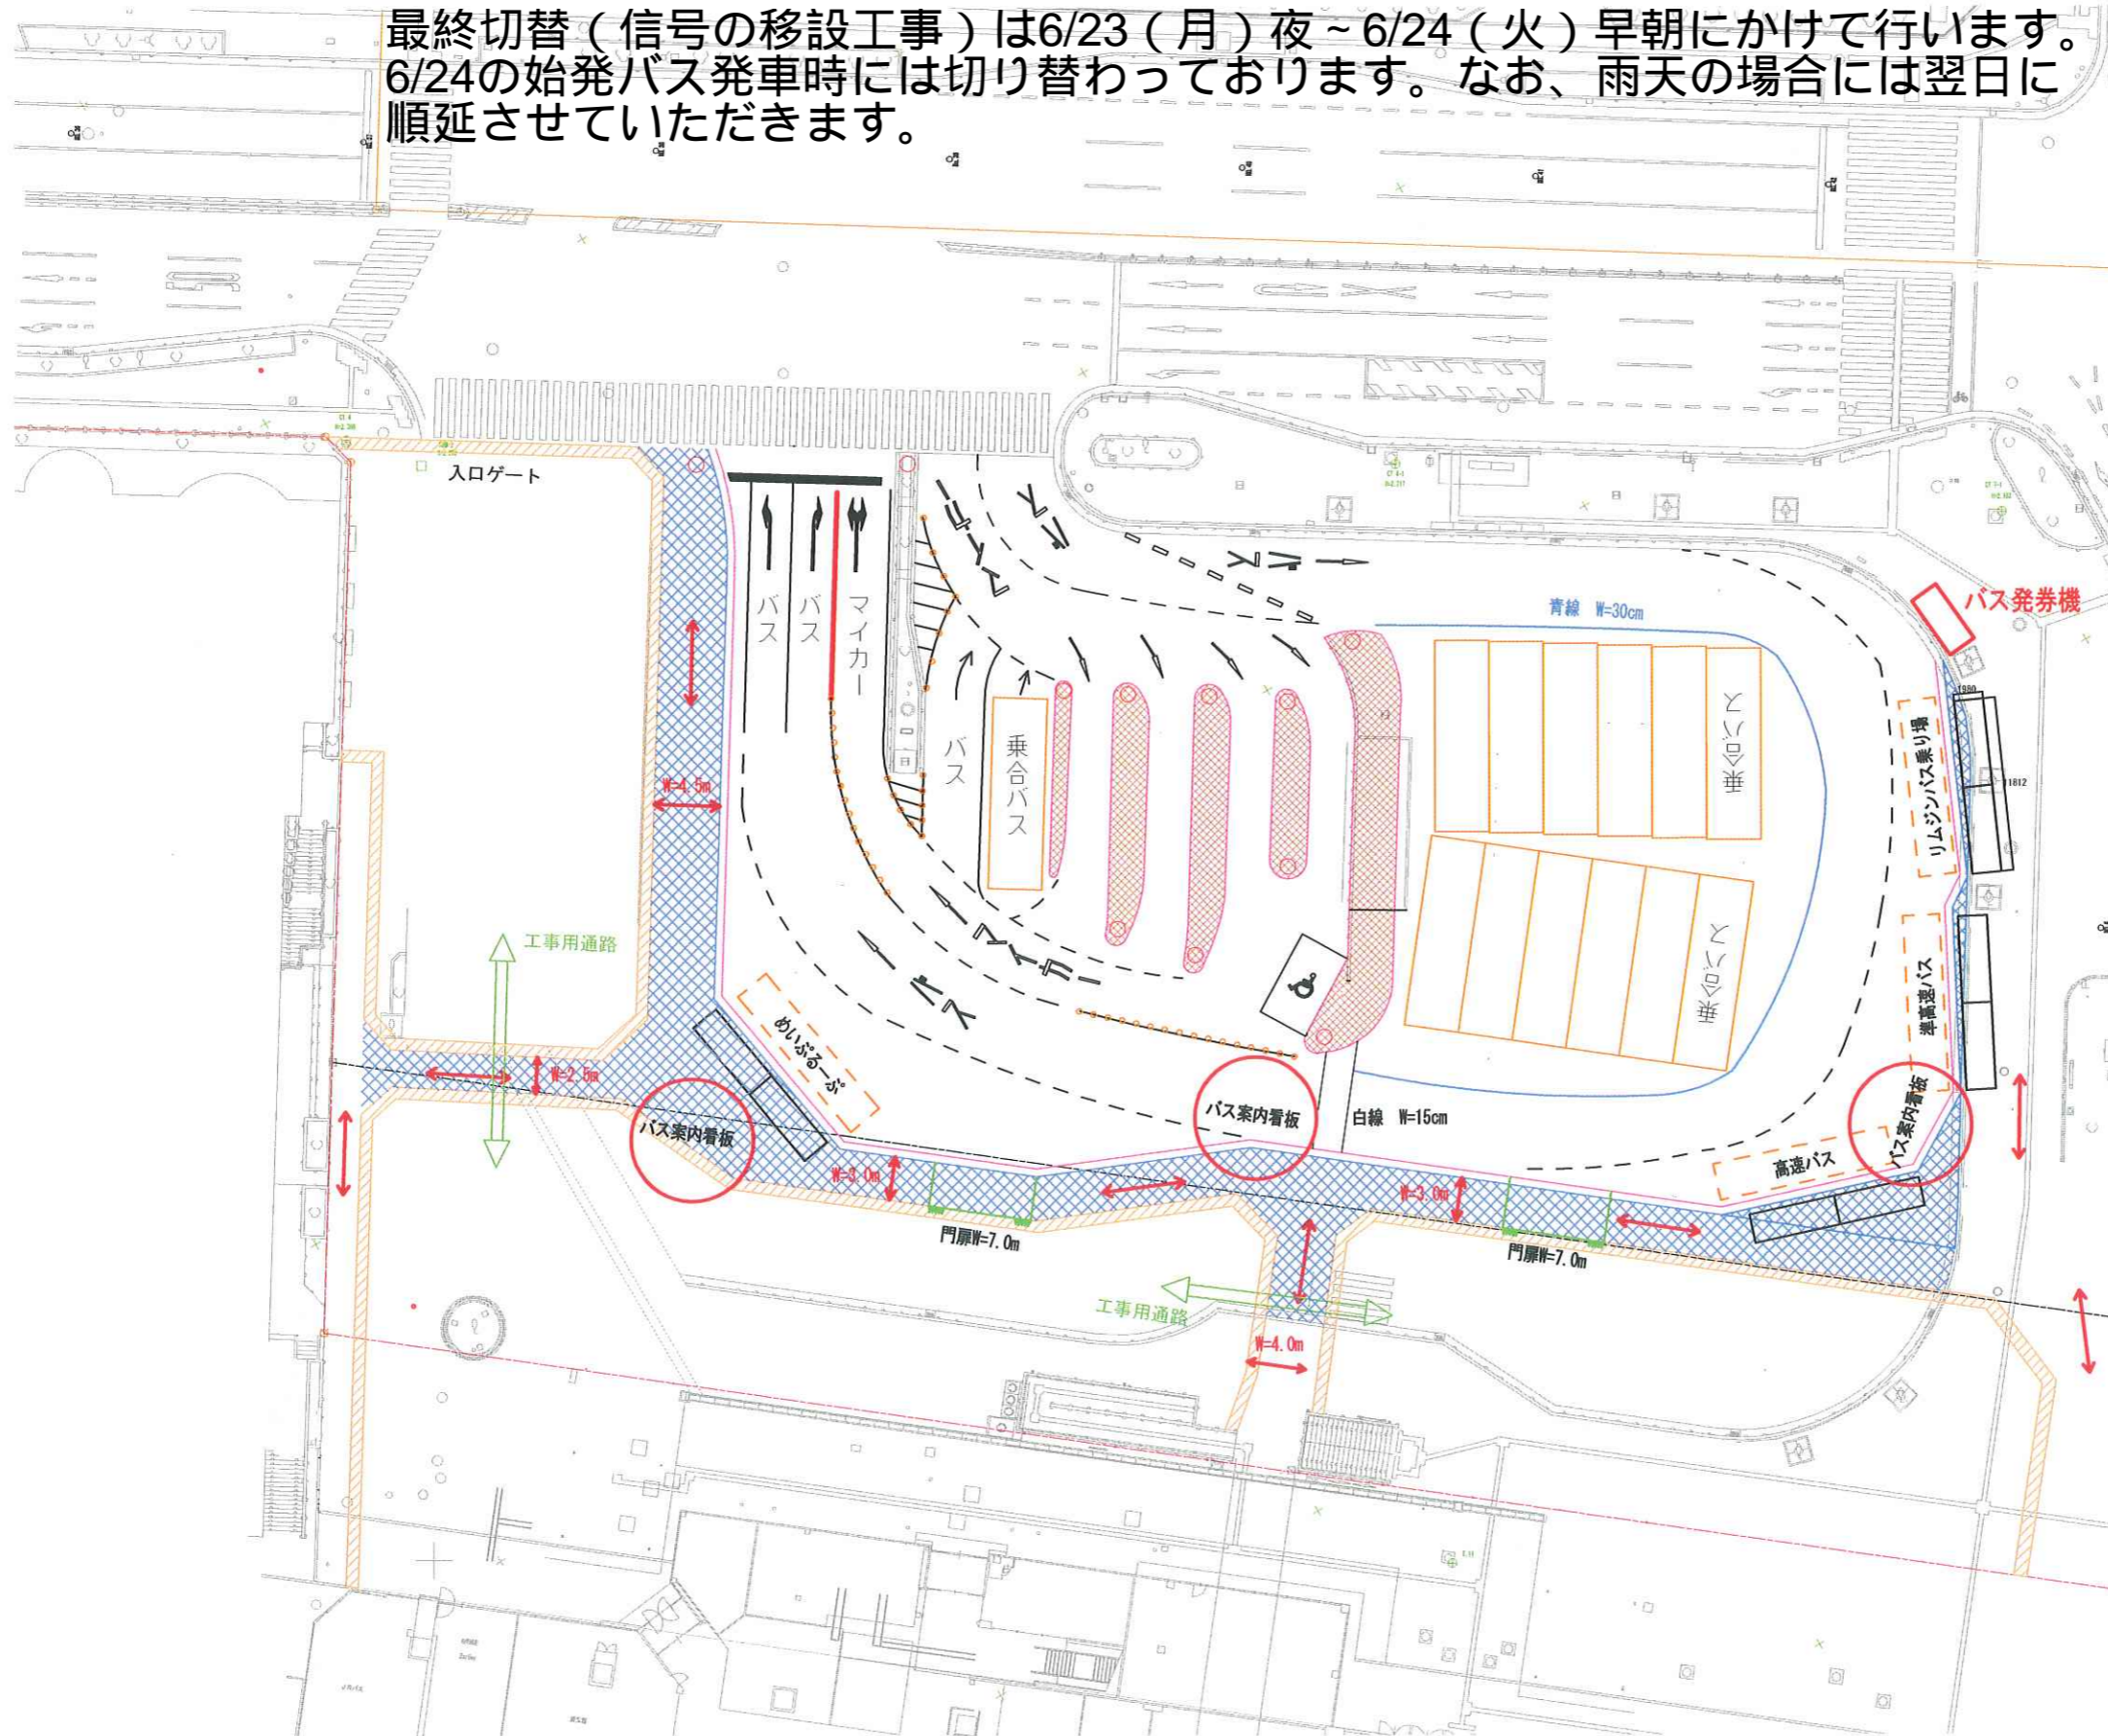 最終切替(信号の移設工事)は6/23(月)夜~6/24(火)早朝にかけて行います。
6/24の始発バス発車時には切り替わっております。なお、雨天の場合には翌日に
順延させていただきます。
入口ゲート
バス
バス
マイカー
マイカー
バス
バス
青線 W=30cm
バス発券機
バス
乗合バス
乗合バス
リムジンバス乗り場
1980
11812
W=4.5m
工事用通路
マイカー
バス
乗合バス
準高速バス
めいぷるーぷ
W=2.5m
バス案内看板
バス案内看板
白線 W=15cm
バス案内看板
高速バス
W=3.0m
W=3.0m
門扉W=7.0m
門扉W=7.0m
工事用通路
W=4.0m